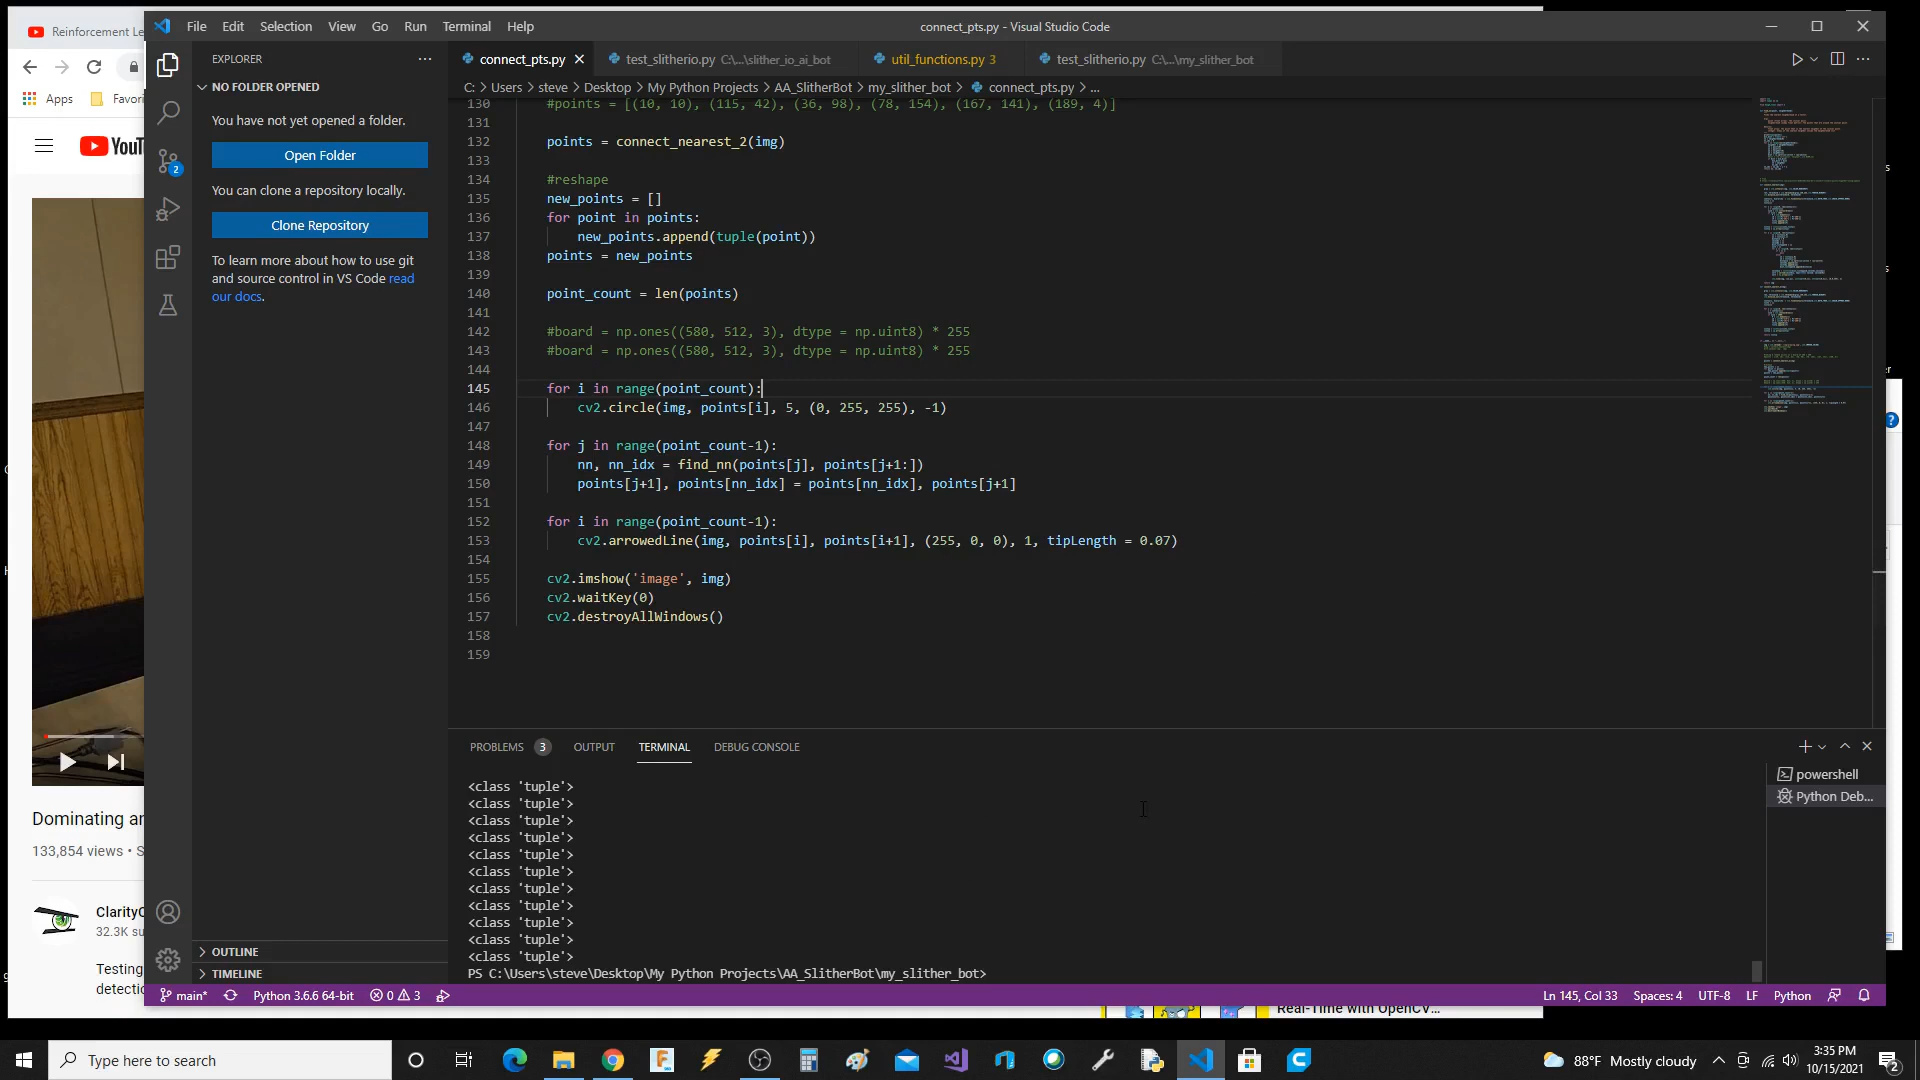 Reinforcement Le
File Edit Selection View Go Run Terminal Help
connect_pts.py - Visual Studio Code
EXPLORER
connect_pts.py
test_slitherio.py C:\...\slither_io_ai_bot
util_functions.py 3
test_slitherio.py C:\...\my_slither_bot
NO FOLDER OPENED
C: > Users > steve > Desktop > My Python Projects > AA_SlitherBot > my_slither_bot > connect_pts.py > ...
Apps
Favori
You have not yet opened a folder.
Open Folder
You can clone a repository locally.
Clone Repository
To learn more about how to use git
and source control in VS Code read
our docs.
YouT
2
130 #points = [(10, 10), (115, 42), (36, 98), (78, 154), (167, 141), (189, 4)]
131
132 points = connect_nearest_2(img)
133
134 #reshape
135 new_points = []
136 for point in points:
137 new_points.append(tuple(point))
138 points = new_points
139
140 point_count = len(points)
141
142 #board = np.ones((580, 512, 3), dtype = np.uint8) * 255
143 #board = np.ones((580, 512, 3), dtype = np.uint8) * 255
144
145 for i in range(point_count):
146 cv2.circle(img, points[i], 5, (0, 255, 255), -1)
147
148 for j in range(point_count-1):
149 nn, nn_idx = find_nn(points[j], points[j+1:])
150 points[j+1], points[nn_idx] = points[nn_idx], points[j+1]
151
152 for i in range(point_count-1):
153 cv2.arrowedLine(img, points[i], points[i+1], (255, 0, 0), 1, tipLength = 0.07)
154
155 cv2.imshow('image', img)
156 cv2.waitKey(0)
157 cv2.destroyAllWindows()
158
159
PROBLEMS 3 OUTPUT TERMINAL DEBUG CONSOLE
powershell
Python Deb...
<class 'tuple'>
<class 'tuple'>
<class 'tuple'>
<class 'tuple'>
<class 'tuple'>
<class 'tuple'>
<class 'tuple'>
<class 'tuple'>
<class 'tuple'>
<class 'tuple'>
<class 'tuple'>
PS C:\Users\steve\Desktop\My Python Projects\AA_SlitherBot\my_slither_bot>
Dominating ar
133,854 views • S
ClarityC
32.3K su
Testing
detectio
OUTLINE
TIMELINE
main* Python 3.6.6 64-bit 0 3
Ln 145, Col 33 Spaces: 4 UTF-8 LF Python
Real-Time with OpenCV...
Type here to search
88°F Mostly cloudy
3:35 PM
10/15/2021
2